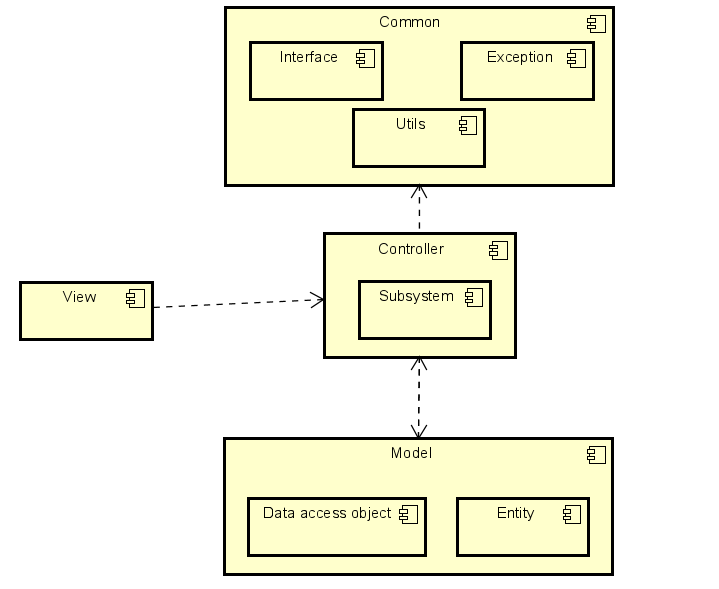 Common
Interface
Exception
Utils
Controller
Subsystem
View
Model
Data access object
Entity